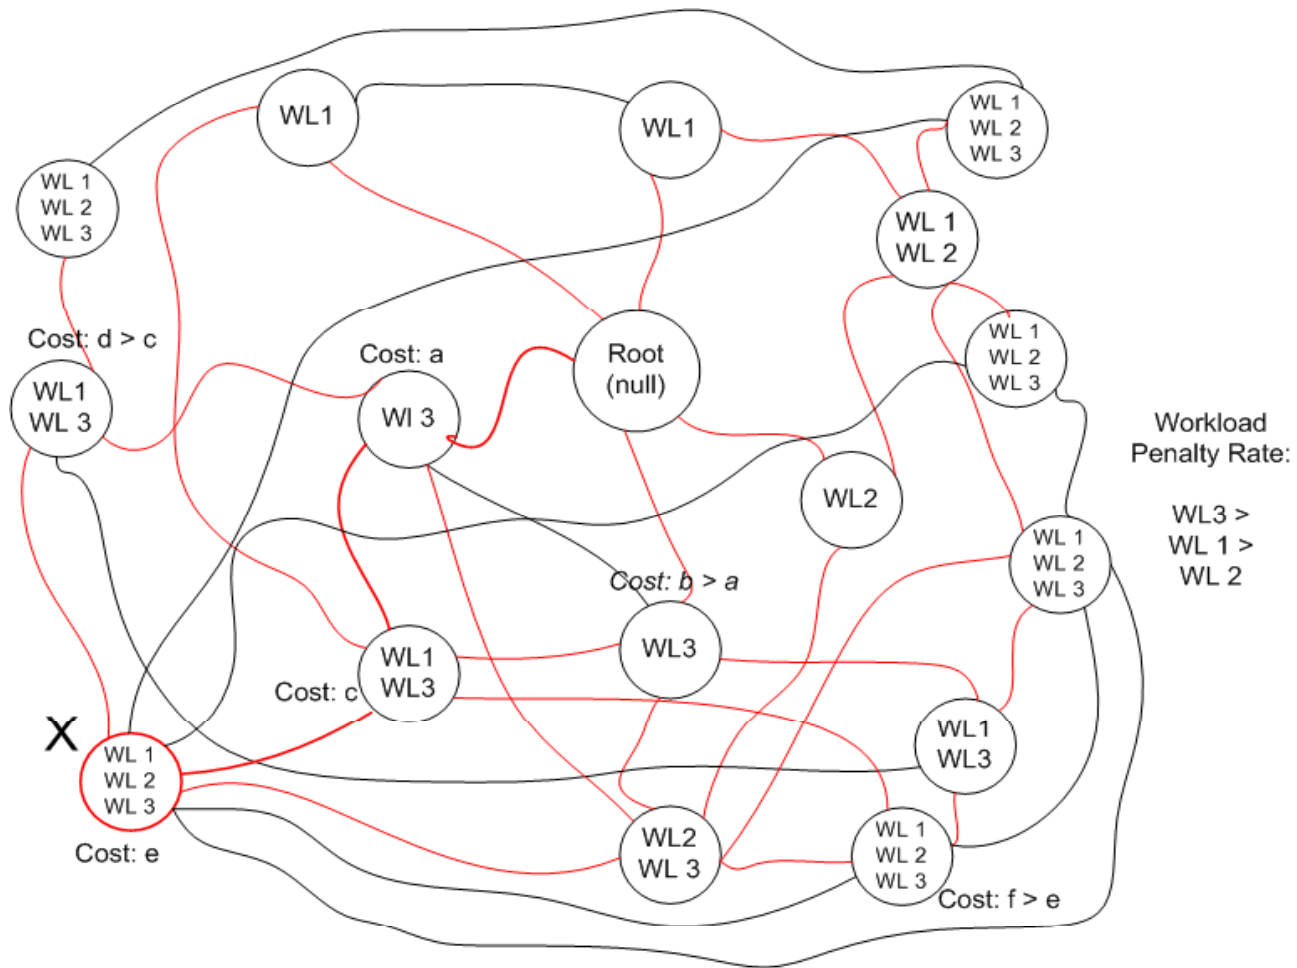 WL1
WL1
WL 1
WL 2
WL 3
WL 1
WL 2
WL 3
WL 1
WL 2
Cost: d > c
WL1
WL 3
Cost: a
Wl 3
Root
(null)
WL 1
WL 2
WL 3
WL2
Workload
Penalty Rate:
WL3 >
WL 1 >
WL 2
WL 1
WL 2
WL 3
Cost: b > a
WL3
WL1
WL3
Cost: c
WL1
WL3
X
WL 1
WL 2
WL 3
Cost: e
WL2
WL 3
WL 1
WL 2
WL 3
Cost: f > e